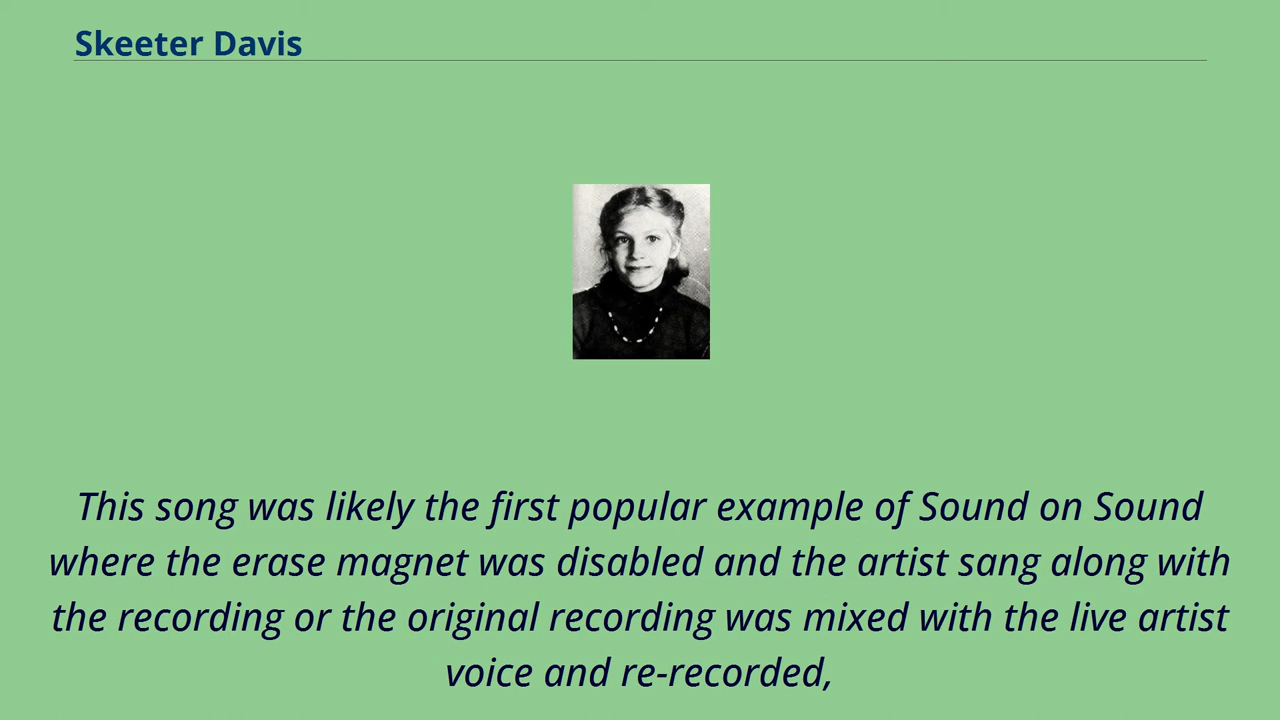 Skeeter Davis
This song was likely the first popular example of Sound on Sound
where the erase magnet was disabled and the artist sang along with
the recording or the original recording was mixed with the live artist
voice and re-recorded,